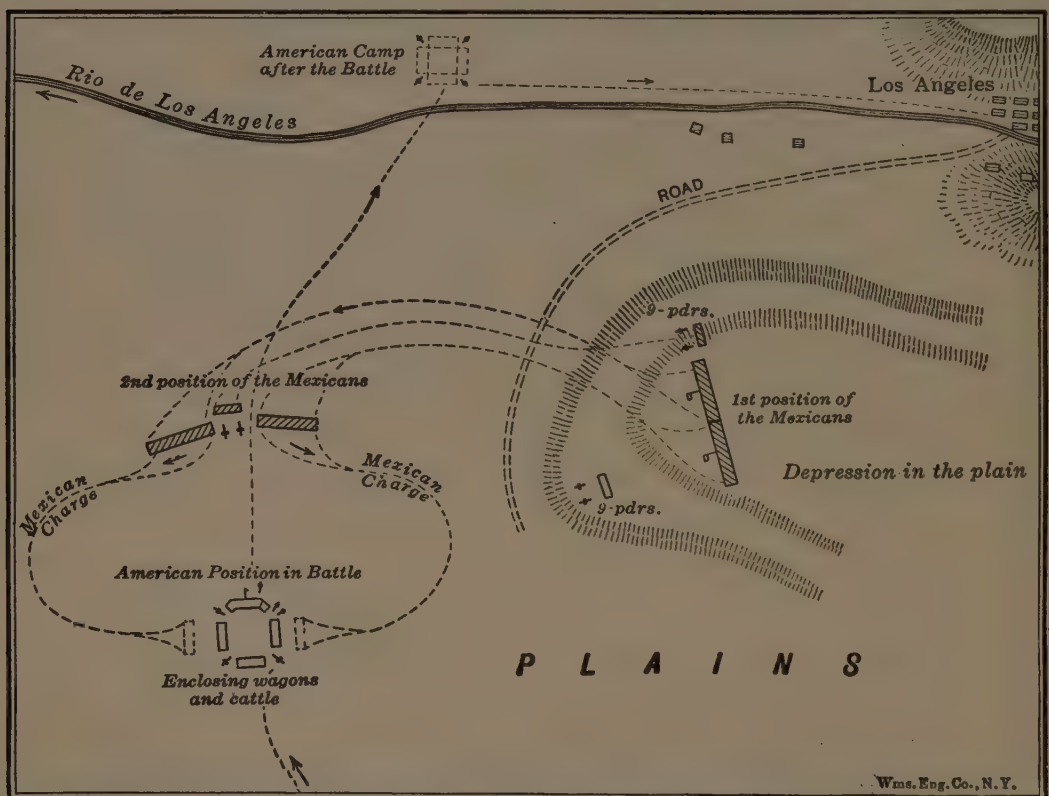 American Camp
after the Battle
Rio de Los Angeles
Los Angeles
ROAD
9-pdrs.
2nd position of the Mexicans
1st position of
the Mexicans
Mexican
Charge
Mexican
Charge
Depression in the plain
9-pdrs.
American Position in Battle
PLAINS
Enclosing wagons
and cattle
Wms. Eng. Co., N.Y.